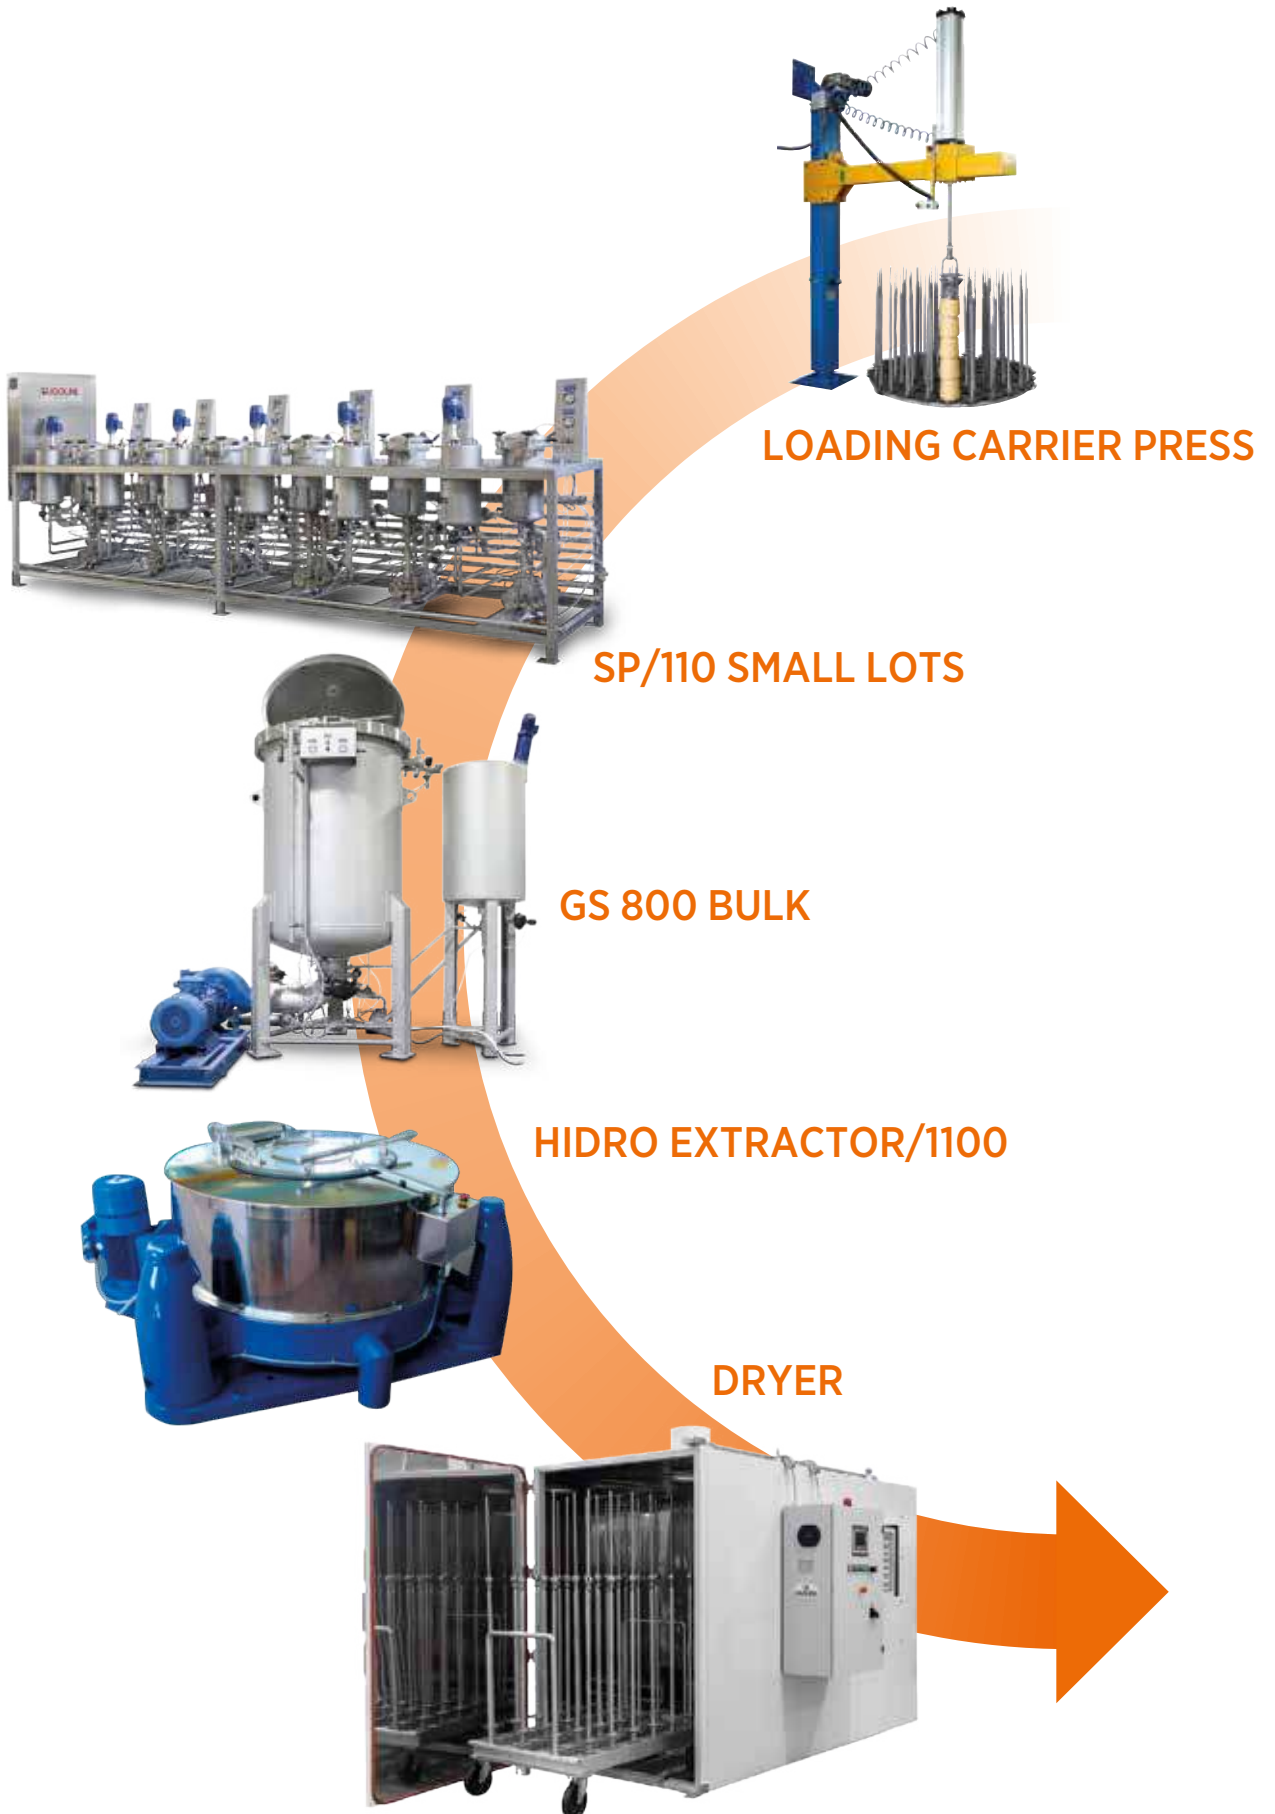 LOADING CARRIER PRESS
SP/110 SMALL LOTS
GS 800 BULK
HIDRO EXTRACTOR/1100
DRYER